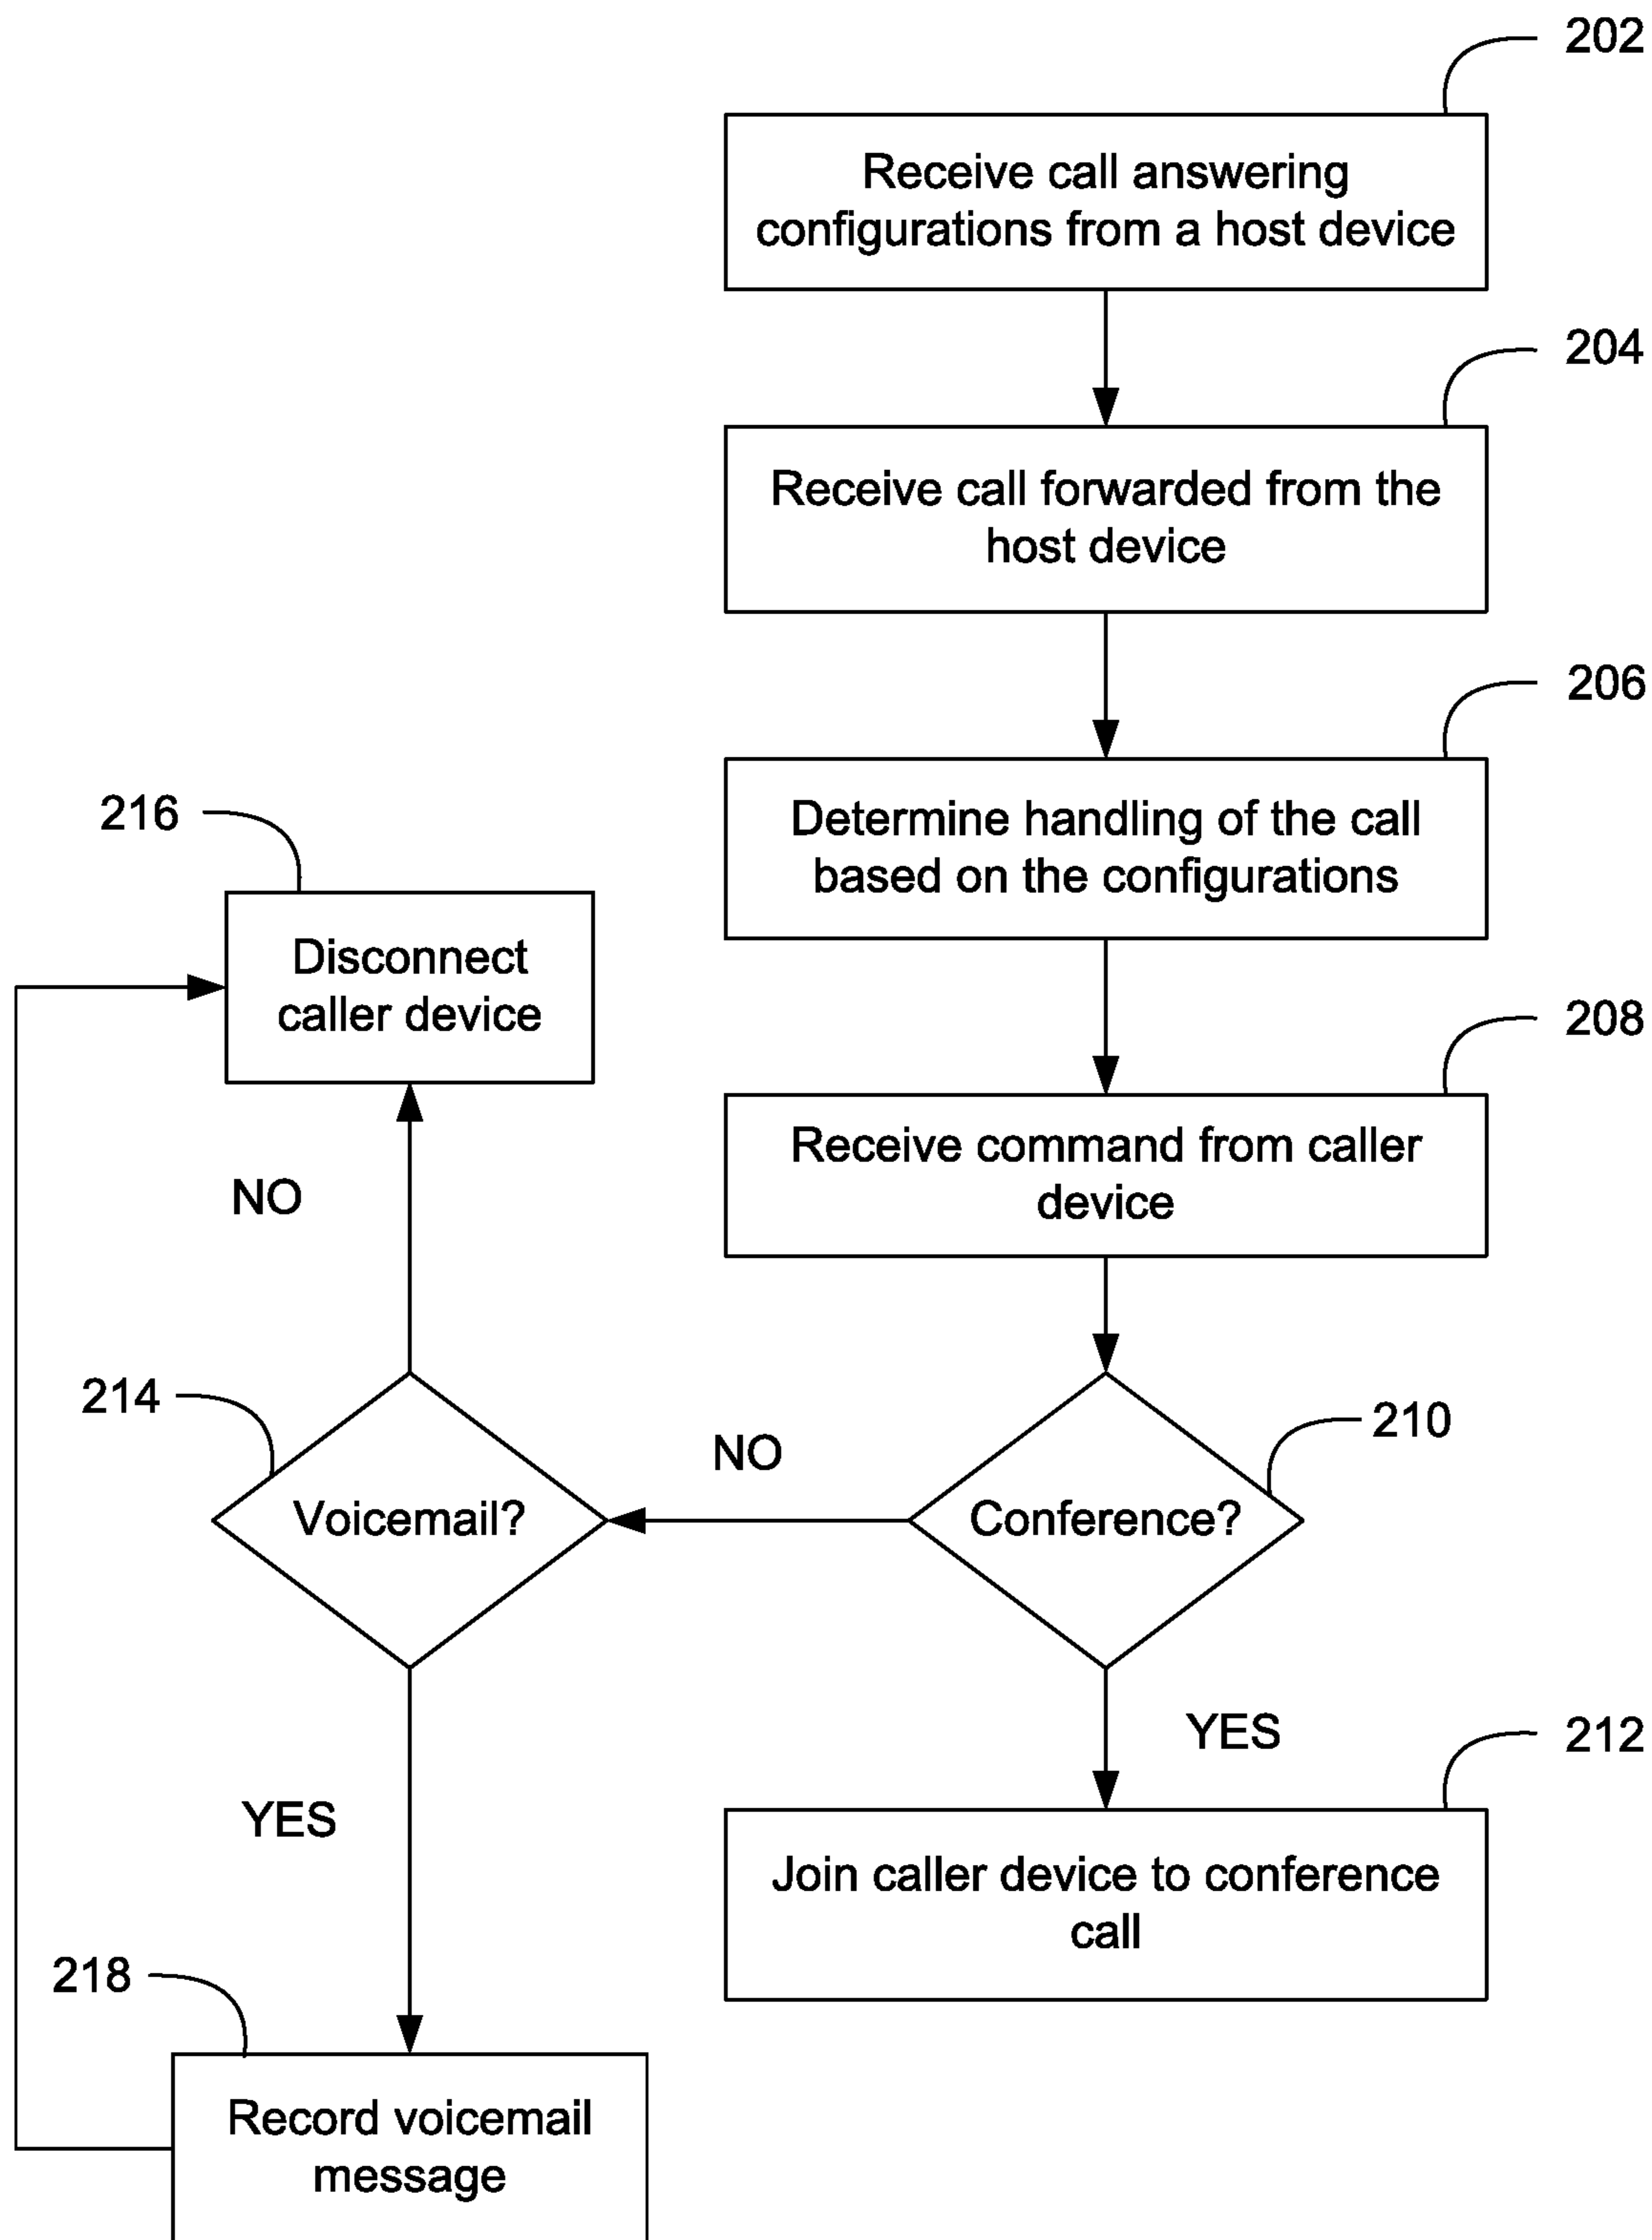 202
Receive call answering
configurations from a host device
204
Receive call forwarded from the
host device
206
Determine handling of the call
based on the configurations
216
Disconnect
caller device
208
Receive command from caller
device
NO
214
Voicemail?
NO
210
Conference?
YES
212
Join caller device to conference
call
YES
218
Record voicemail
message